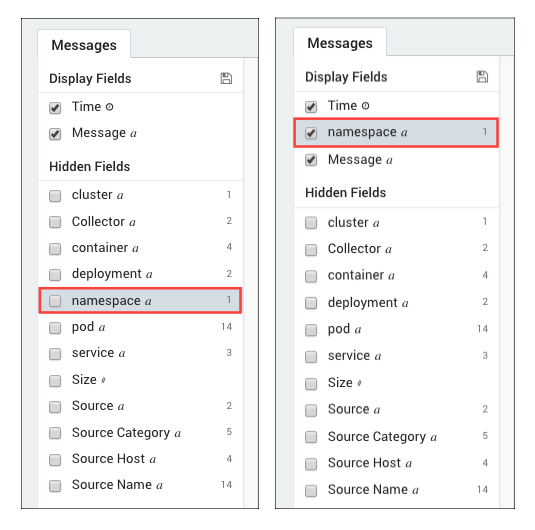 Messages
Display Fields
Time
Message a
Hidden Fields
cluster a 1
Collector a 2
container a 4
deployment a 2
namespace a 1
pod a 14
service a 3
Size #
Source a 2
Source Category a 5
Source Host a 4
Source Name a 14
Messages
Display Fields
Time
namespace a 1
Message a
Hidden Fields
cluster a 1
Collector a 2
container a 4
deployment a 2
pod a 14
service a 3
Size #
Source a 2
Source Category a 5
Source Host a 4
Source Name a 14